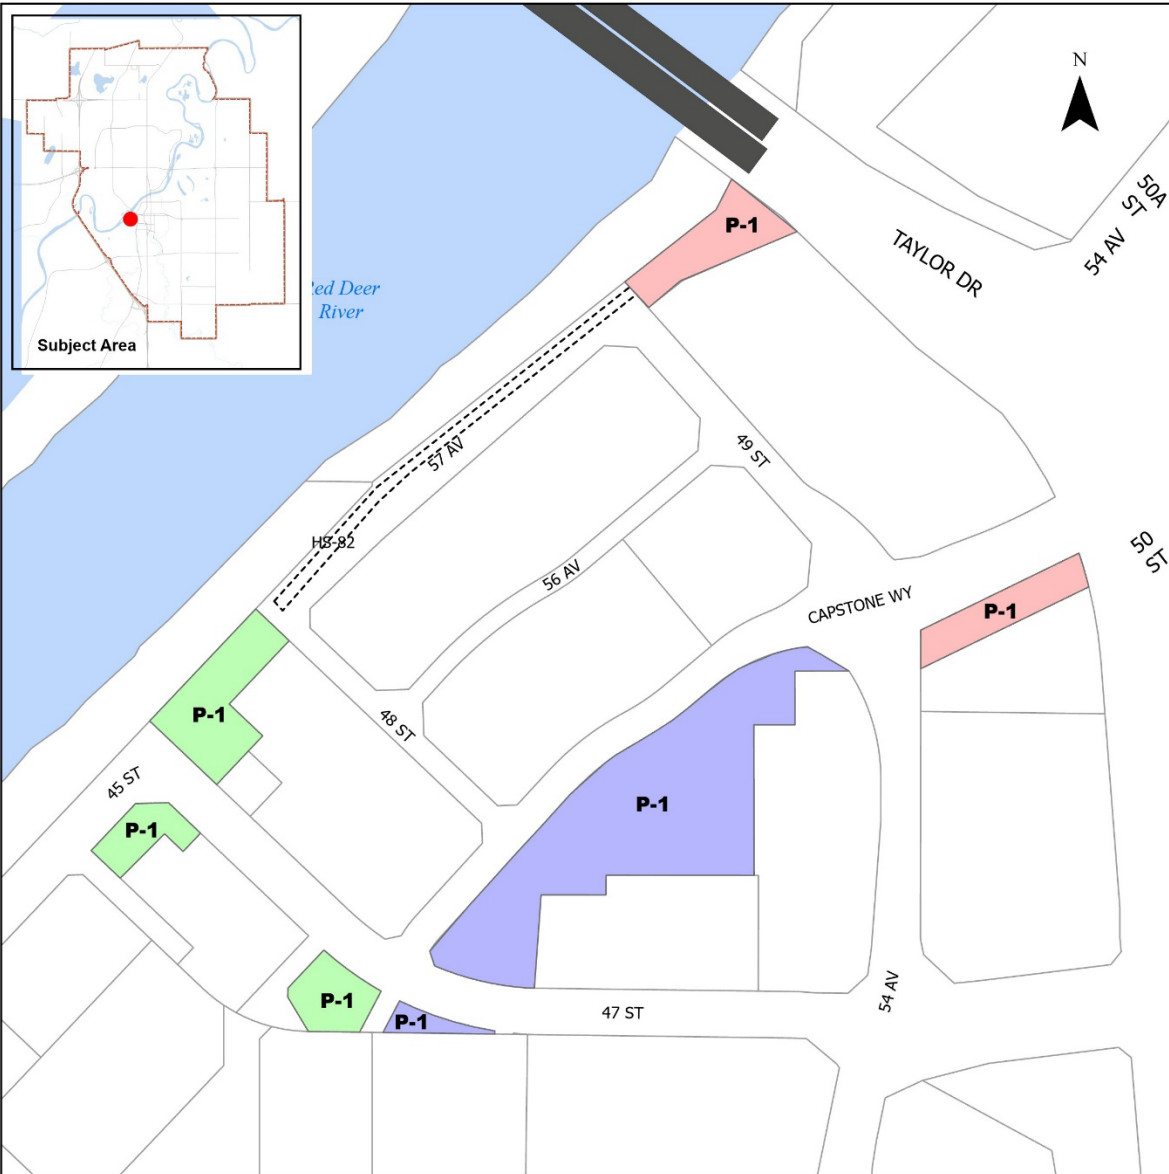 N
50A
ST
P-1
54 AV
TAYLOR DR
ed Deer
River
Subject Area
49 ST
57 AV
50
ST
HS-82
56 AV
CAPSTONE WY
P-1
P-1
48 ST
45 ST
P-1
P-1
54 AV
P-1
P-1
47 ST